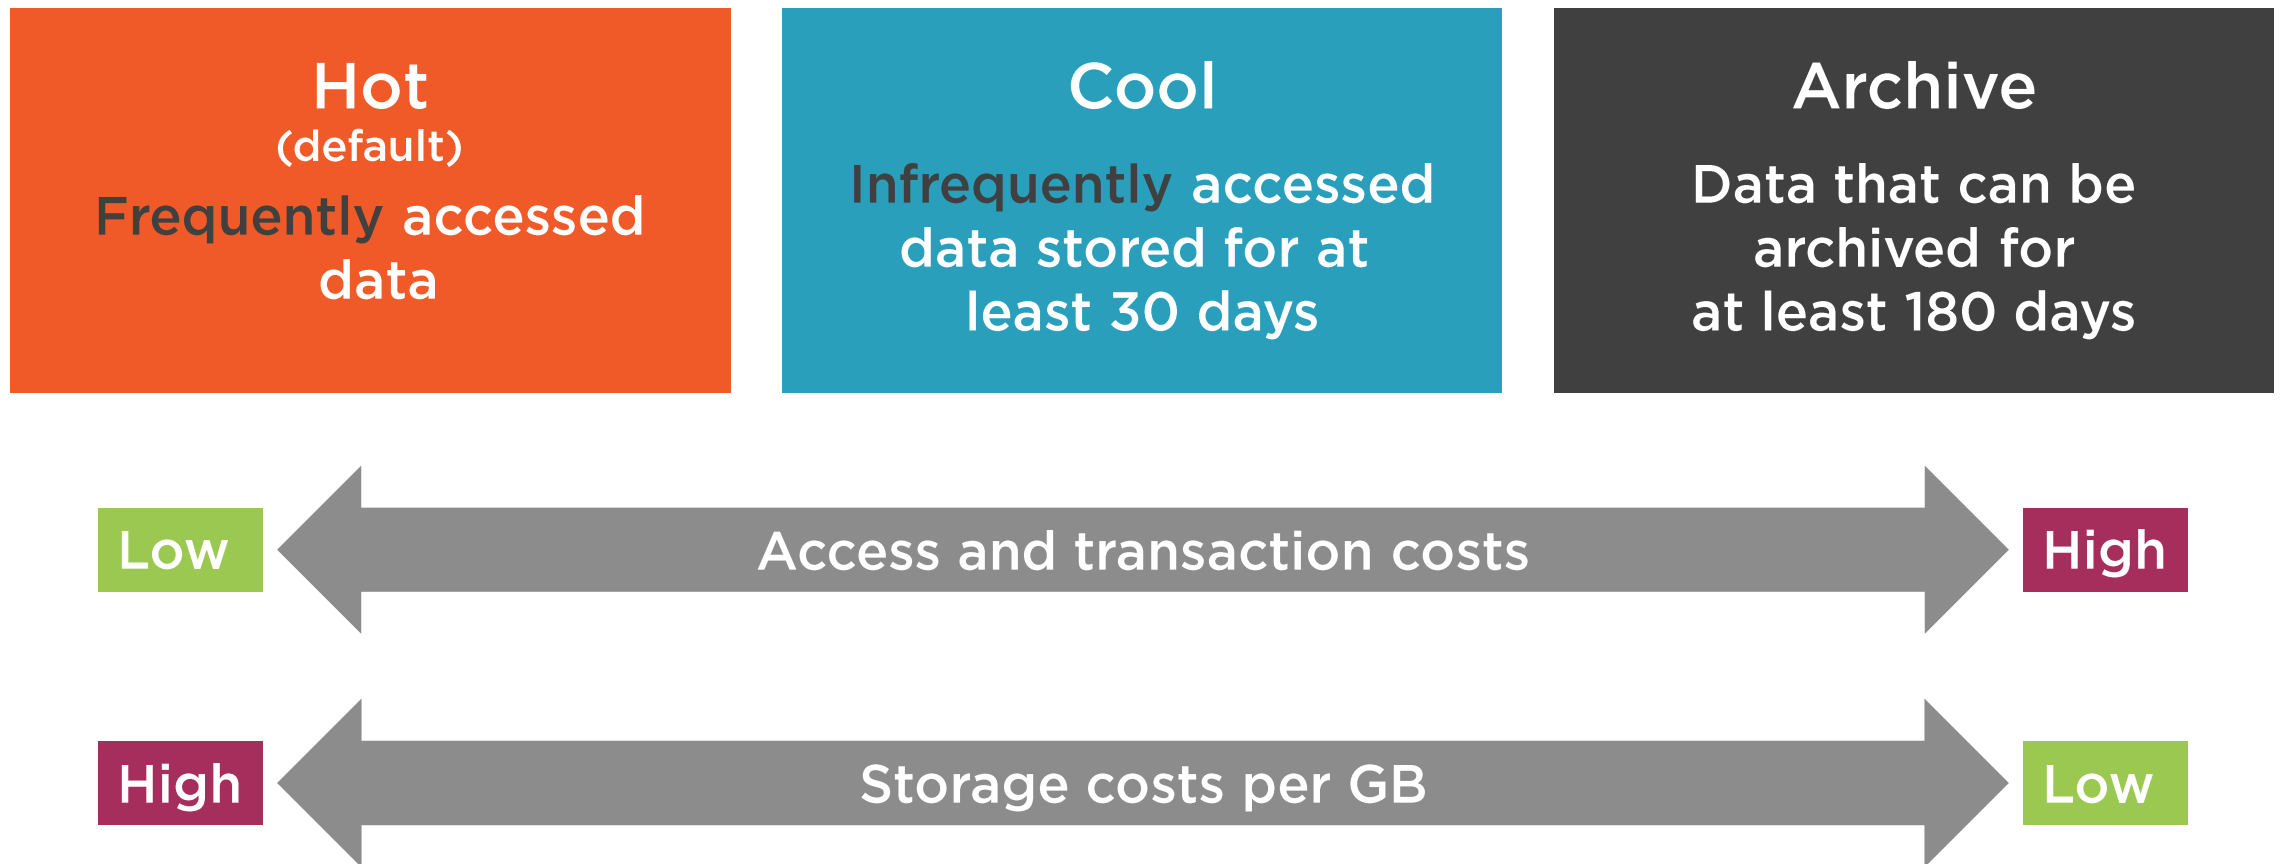 Hot
(default)
Frequently accessed
data
Cool
Infrequently accessed
data stored for at
least 30 days
Archive
Data that can be
archived for
at least 180 days
Low
Access and transaction costs
High
High
Storage costs per GB
Low